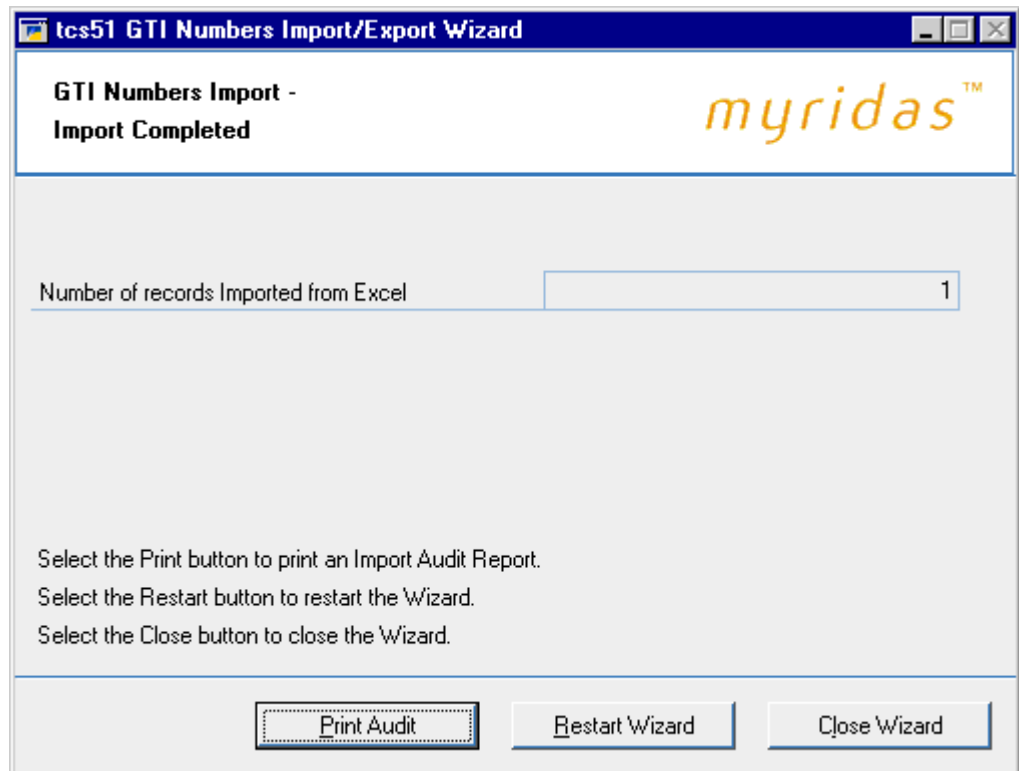 tcs51 GTI Numbers Import/Export Wizard
GTI Numbers Import -
Import Completed
myridas™
Number of records Imported from Excel 1
Select the Print button to print an Import Audit Report.
Select the Restart button to restart the Wizard.
Select the Close button to close the Wizard.
Print Audit Restart Wizard Close Wizard